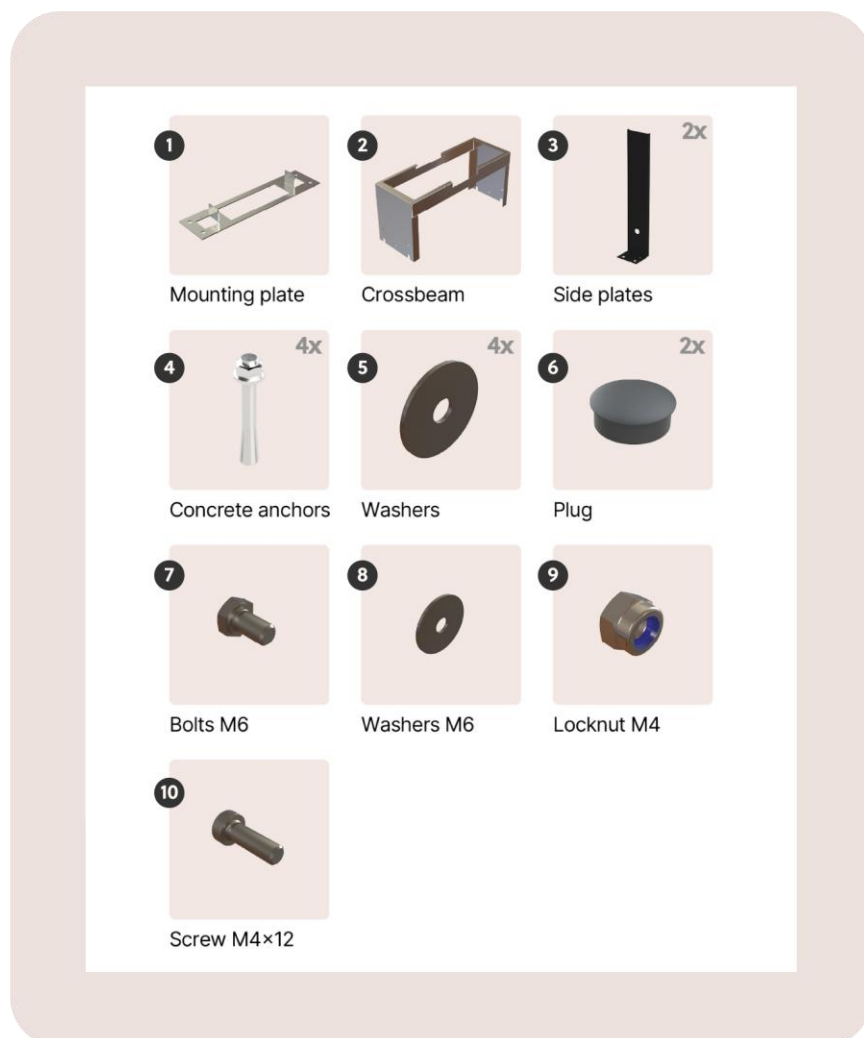 1
2
3
2x
Mounting plate
Crossbeam
Side plates
4
4x
5
4x
6
2x
Concrete anchors
Washers
Plug
7
8
9
Bolts M6
Washers M6
Locknut M4
10
Screw M4×12